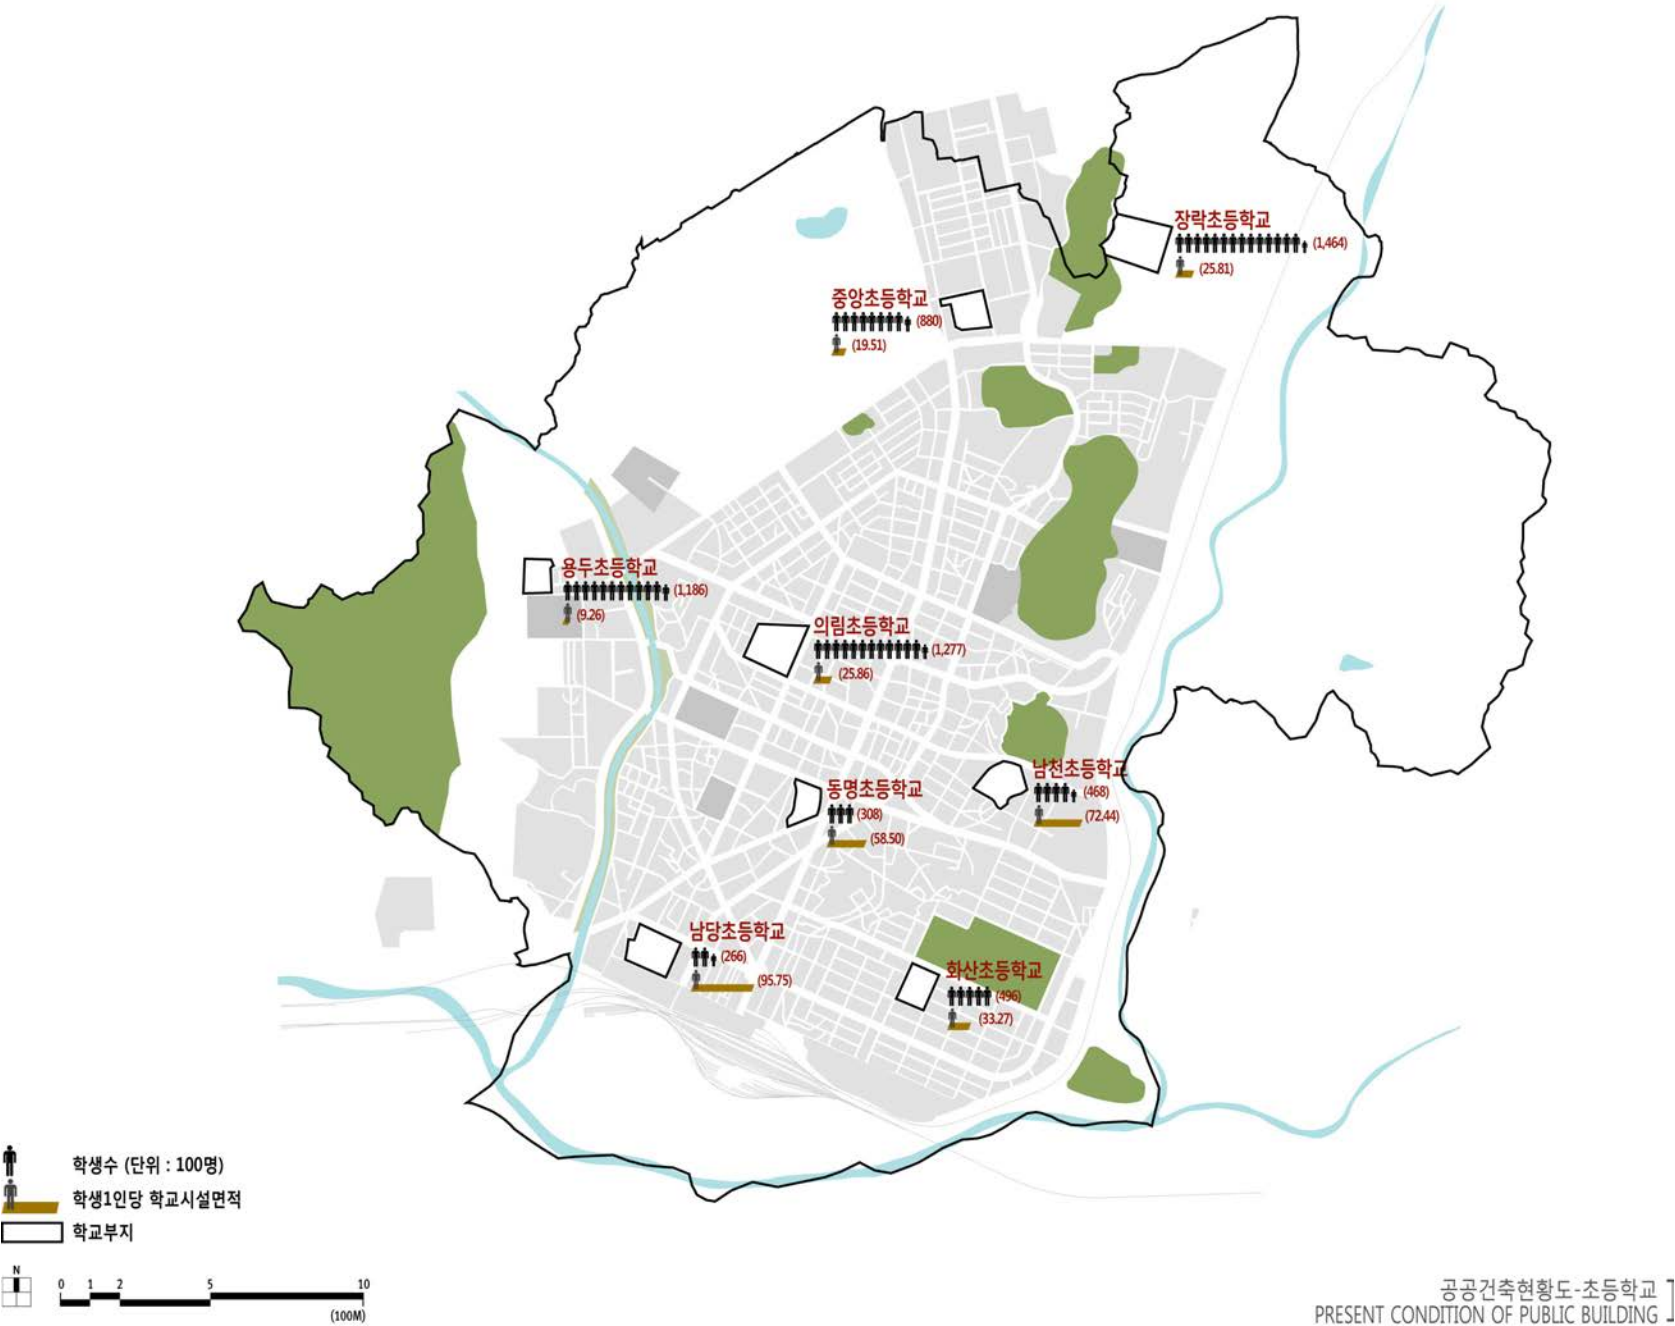 장락초등학교
(1,464)
(25.81)
중앙초등학교
(880)
(19.51)
용두초등학교
(1,186)
(9.26)
의림초등학교
(1,277)
(25.86)
남천초등학교
(468)
(72.44)
동명초등학교
(308)
(58.50)
남당초등학교
(266)
(95.75)
화산초등학교
(496)
(33.27)
학생수 (단위 : 100명)
학생1인당 학교시설면적
학교부지
N
0 1 2 5 10
(100M)
공공건축현황도-초등학교
PRESENT CONDITION OF PUBLIC BUILDING